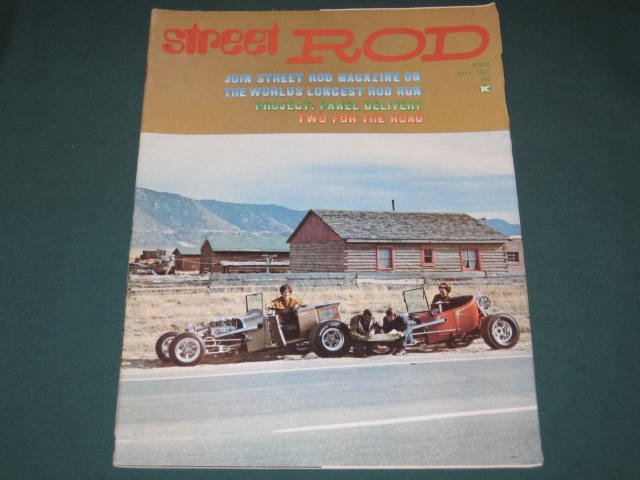 street ROD
JOIN STREET ROD MAGAZINE ON
THE WORLDS LONGEST ROD RUN
PROJECT: PANEL DELIVERY
TWO FOR THE ROAD